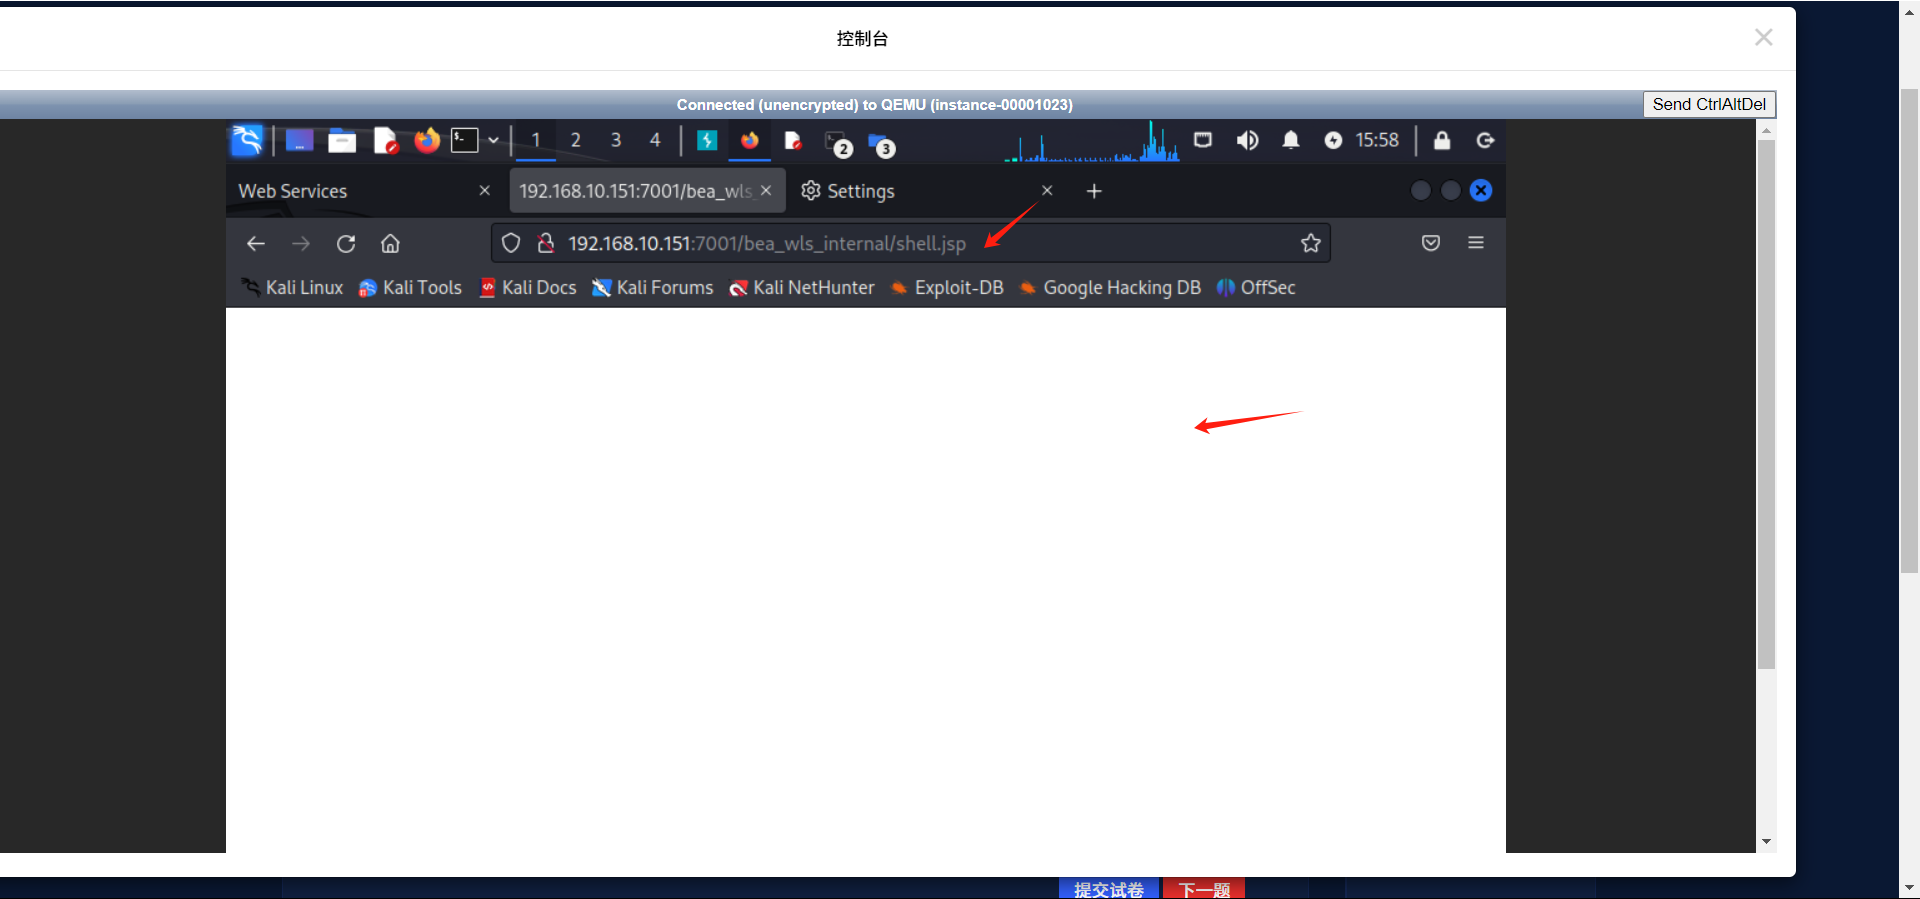 控制台
Connected (unencrypted) to QEMU (instance-00001023)
Send CtrlAltDel
1 2 3 4 2 3 15:58
Web Services
192.168.10.151:7001/bea_wls
Settings
192.168.10.151:7001/bea_wls_internal/shell.jsp
Kali Linux Kali Tools Kali Docs Kali Forums Kali NetHunter Exploit-DB Google Hacking DB OffSec
提交试卷 下一题